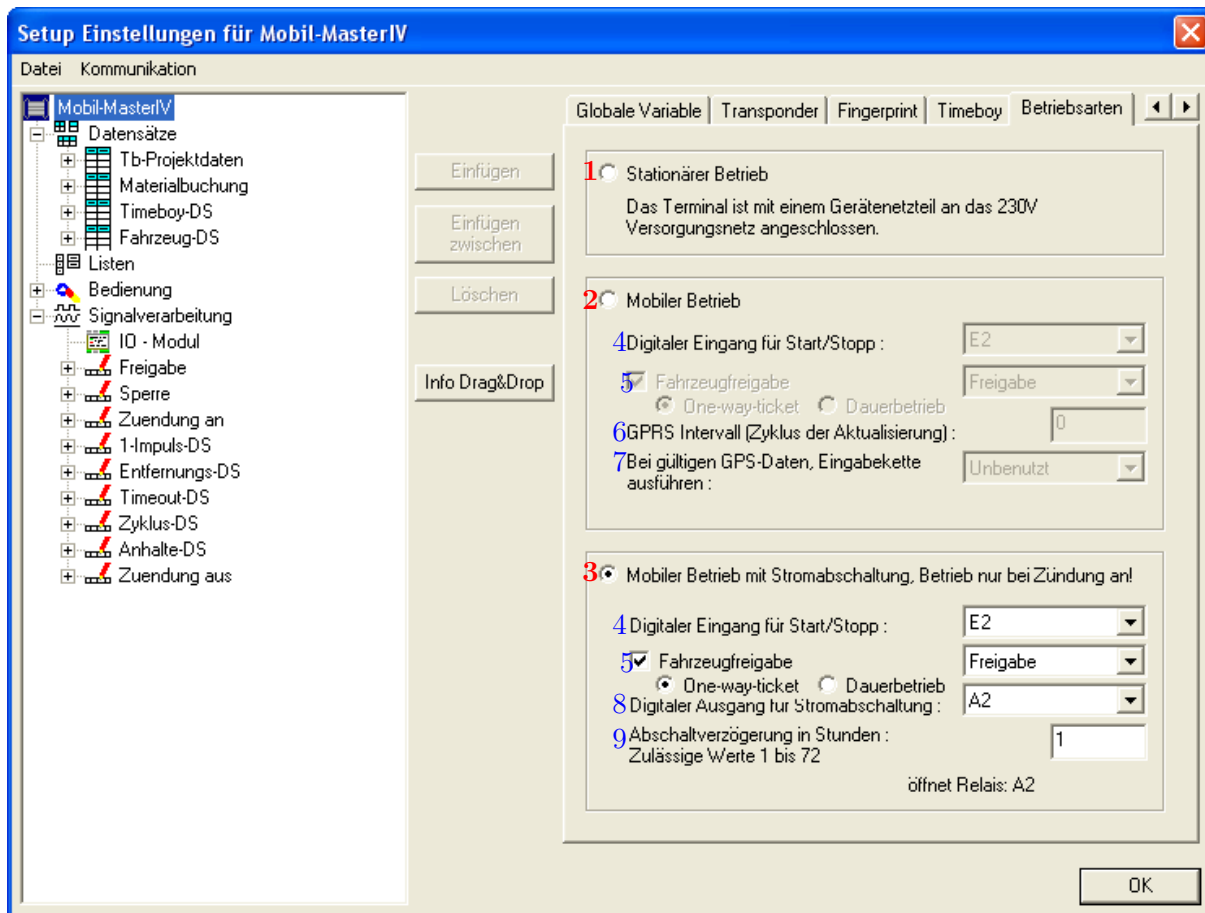 Setup Einstellungen für Mobil-MasterIV
Datei Kommunikation
Mobil-MasterIV
Datensätze
Tb-Projektdaten
Materialbuchung
Timeboy-DS
Fahrzeug-DS
Listen
Bedienung
Signalverarbeitung
IO - Modul
Freigabe
Sperre
Zuendung an
1-Impuls-DS
Entfernungs-DS
Timeout-DS
Zyklus-DS
Anhalte-DS
Zuendung aus
Einfügen
Einfügen
zwischen
Löschen
Info Drag&Drop
Globale Variable Transponder Fingerprint Timeboy Betriebsarten
1 Stationärer Betrieb
Das Terminal ist mit einem Gerätenetzteil an das 230V
Versorgungsnetz angeschlossen.
2 Mobiler Betrieb
4 Digitaler Eingang für Start/Stopp : E2
5 Fahrzeugfreigabe Freigabe
One-way-ticket Dauerbetrieb
6 GPRS Intervall (Zyklus der Aktualisierung) : 0
7 Bei gültigen GPS-Daten, Eingabekette
ausführen : Unbenutzt
3 Mobiler Betrieb mit Stromabschaltung, Betrieb nur bei Zündung an!
4 Digitaler Eingang für Start/Stopp : E2
5 Fahrzeugfreigabe Freigabe
One-way-ticket Dauerbetrieb
8 Digitaler Ausgang für Stromabschaltung : A2
9 Abschaltverzögerung in Stunden : 1
Zulässige Werte 1 bis 72
öffnet Relais: A2
OK